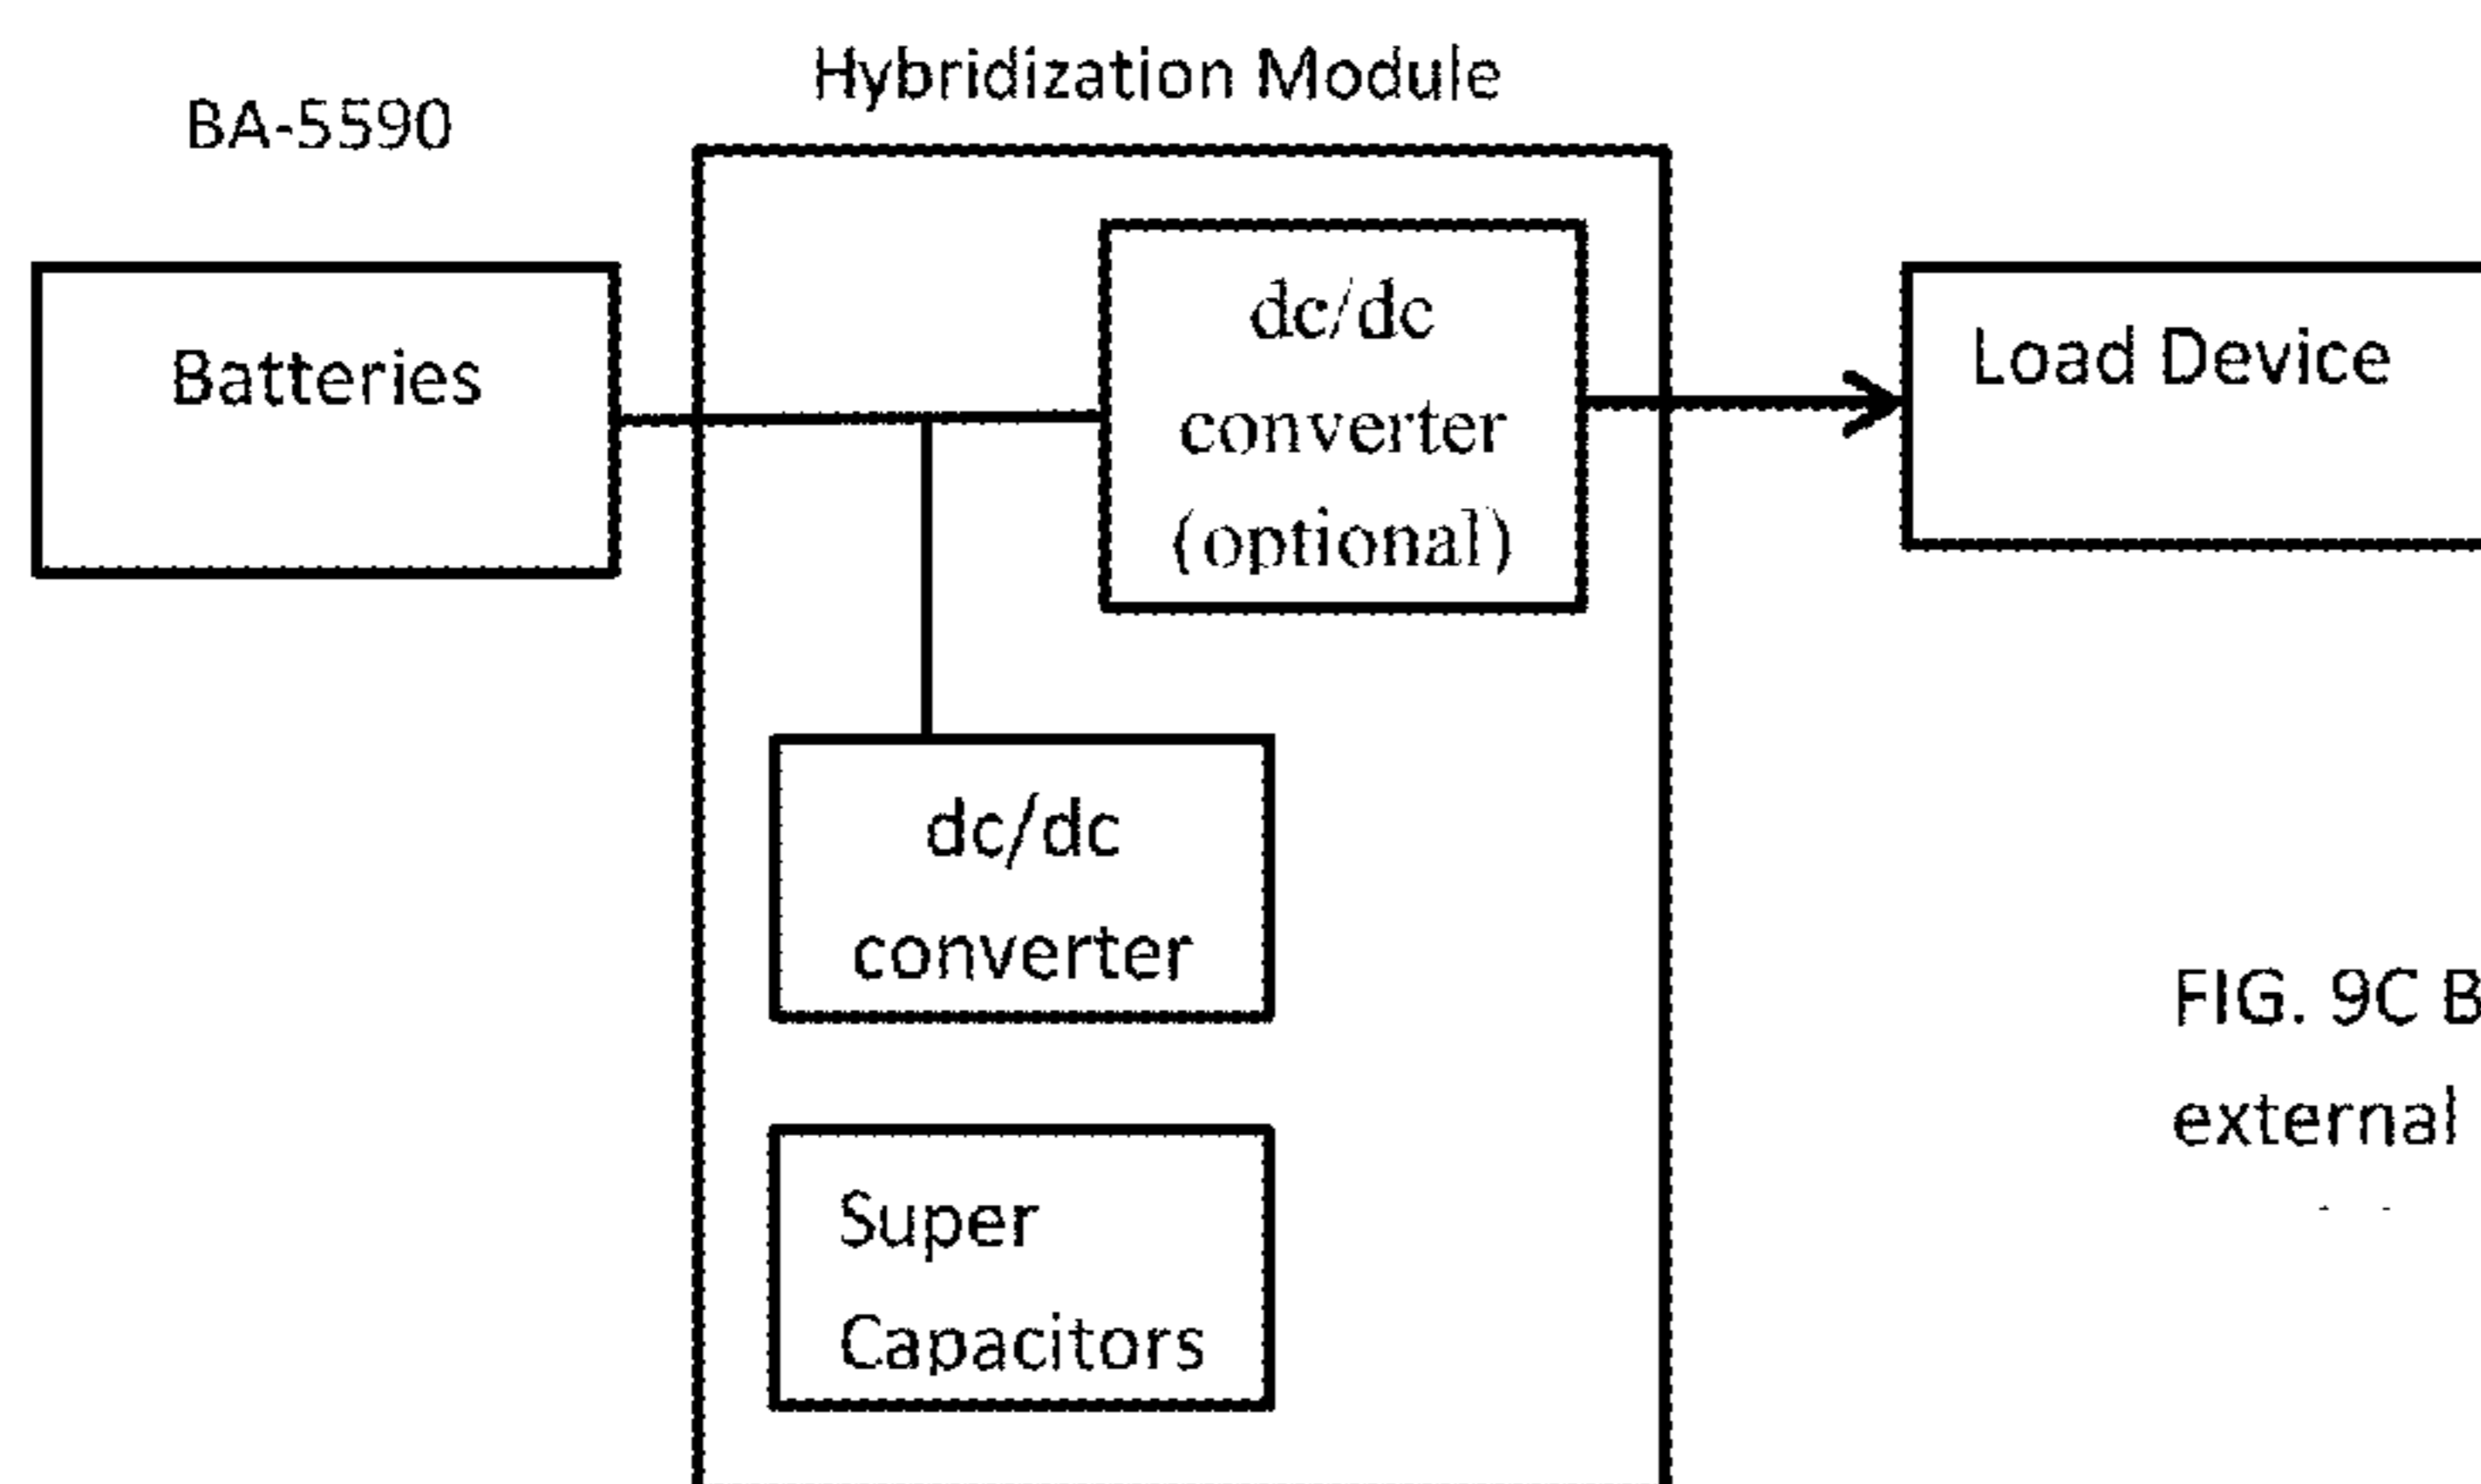 Hybridization Module
BA-5590
Batteries
dc/dc
converter
(optional)
Load Device
dc/dc
converter
Super
Capacitors
FIG. 9C B
external